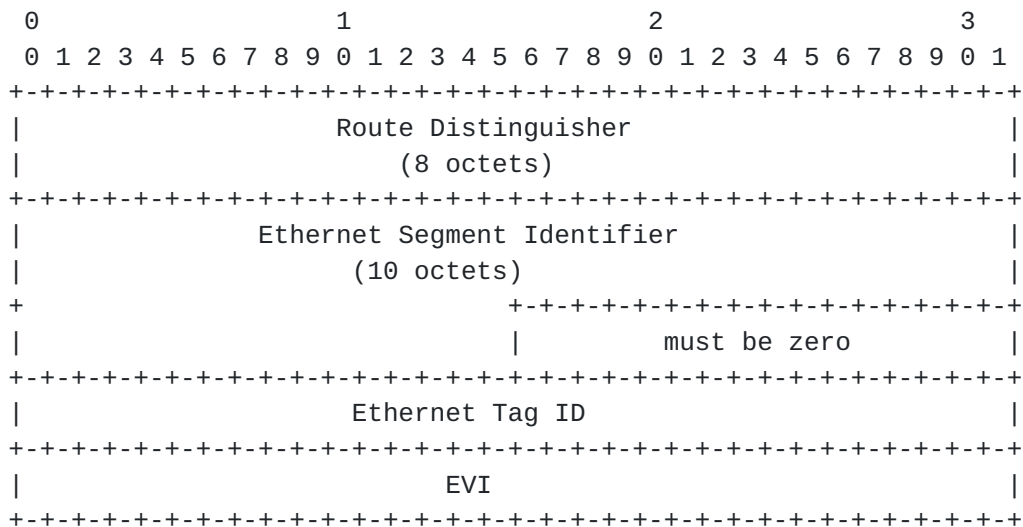 0                   1                   2                   3
 0 1 2 3 4 5 6 7 8 9 0 1 2 3 4 5 6 7 8 9 0 1 2 3 4 5 6 7 8 9 0 1
+-+-+-+-+-+-+-+-+-+-+-+-+-+-+-+-+-+-+-+-+-+-+-+-+-+-+-+-+-+-+-+-+
|                    Route Distinguisher                        |
|                        (8 octets)                             |
+-+-+-+-+-+-+-+-+-+-+-+-+-+-+-+-+-+-+-+-+-+-+-+-+-+-+-+-+-+-+-+-+
|               Ethernet Segment Identifier                     |
|                     (10 octets)                               |
+                               +-+-+-+-+-+-+-+-+-+-+-+-+-+-+-+-+
|                               |         must be zero          |
+-+-+-+-+-+-+-+-+-+-+-+-+-+-+-+-+-+-+-+-+-+-+-+-+-+-+-+-+-+-+-+-+
|                     Ethernet Tag ID                           |
+-+-+-+-+-+-+-+-+-+-+-+-+-+-+-+-+-+-+-+-+-+-+-+-+-+-+-+-+-+-+-+-+
|                           EVI                                 |
+-+-+-+-+-+-+-+-+-+-+-+-+-+-+-+-+-+-+-+-+-+-+-+-+-+-+-+-+-+-+-+-+